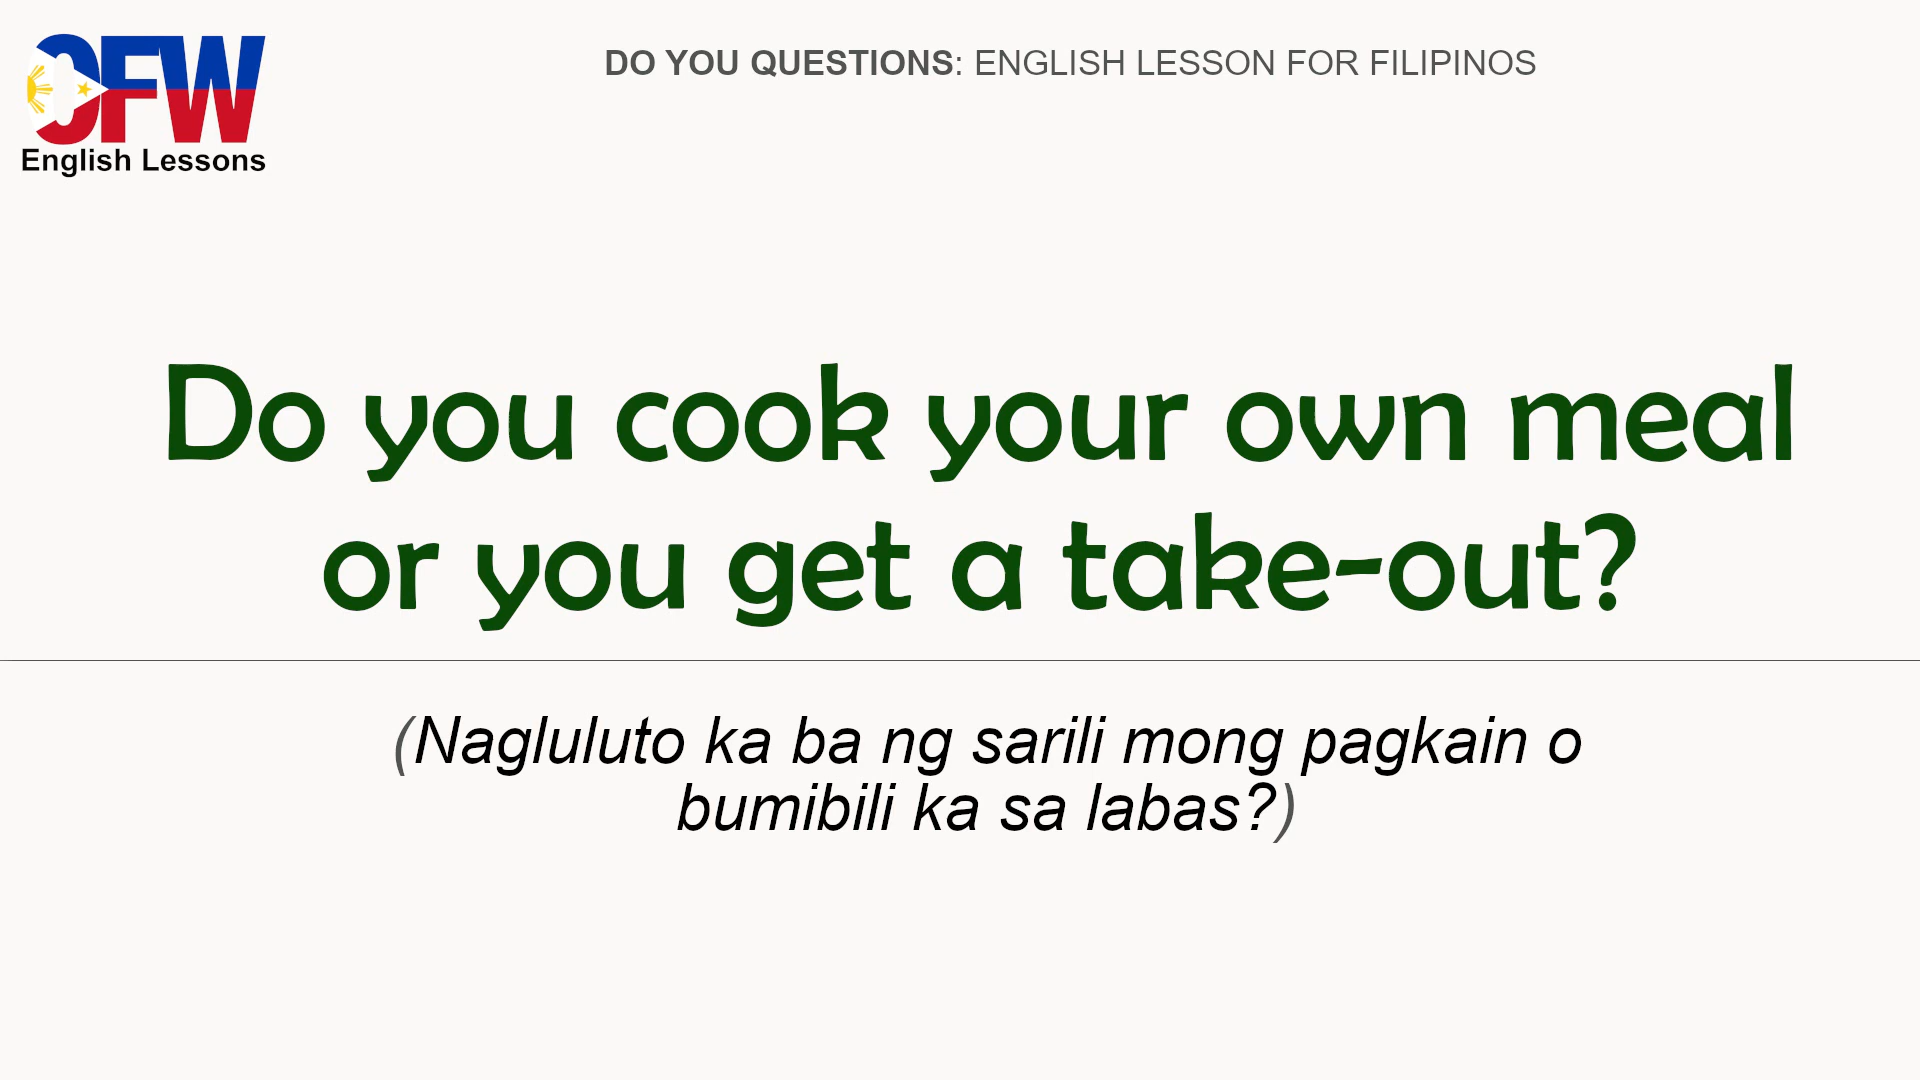 OFW
English Lessons
DO YOU QUESTIONS: ENGLISH LESSON FOR FILIPINOS
Do you cook your own meal
or you get a take-out?
(Nagluluto ka ba ng sarili mong pagkain o
bumibili ka sa labas?)